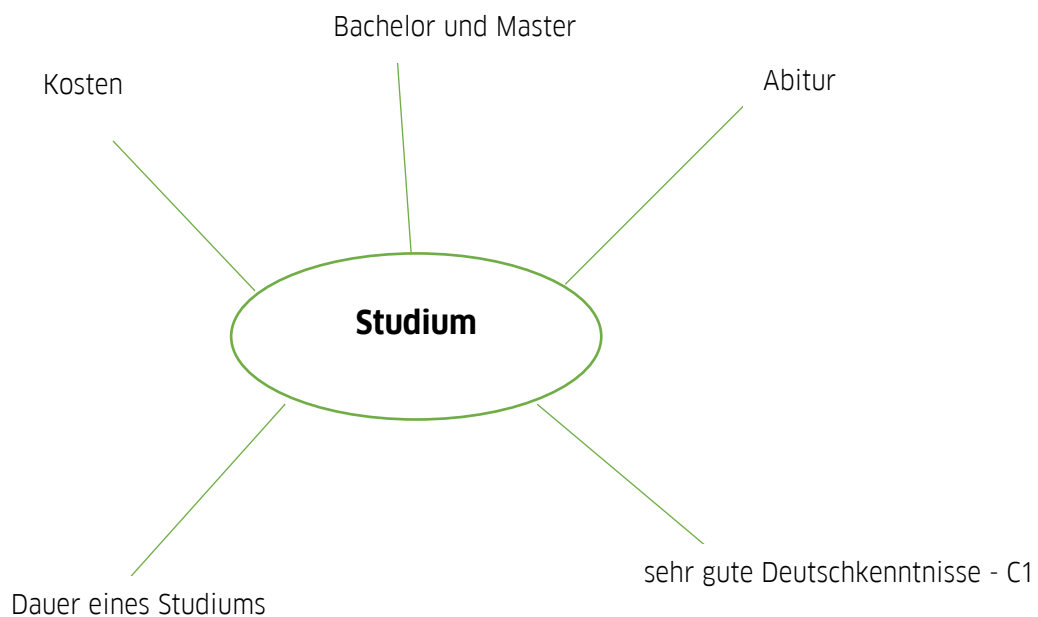 Bachelor und Master
Kosten
Abitur
Studium
sehr gute Deutschkenntnisse - C1
Dauer eines Studiums